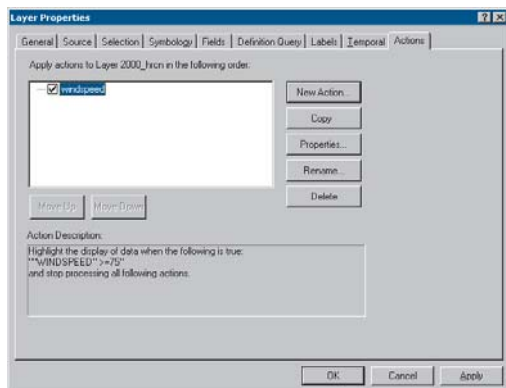 Layer Properties
General Source Selection Symbology Fields Definition Query Labels Temporal Actions
Apply actions to Layer 2000_hrcn in the following order:
windspeed
New Action...
Copy
Properties...
Rename...
Delete
Move Up Move Down
Action Description:
Highlight the display of data when the following is true:
""WINDSPEED" >=75"
and stop processing all following actions.
OK Cancel Apply